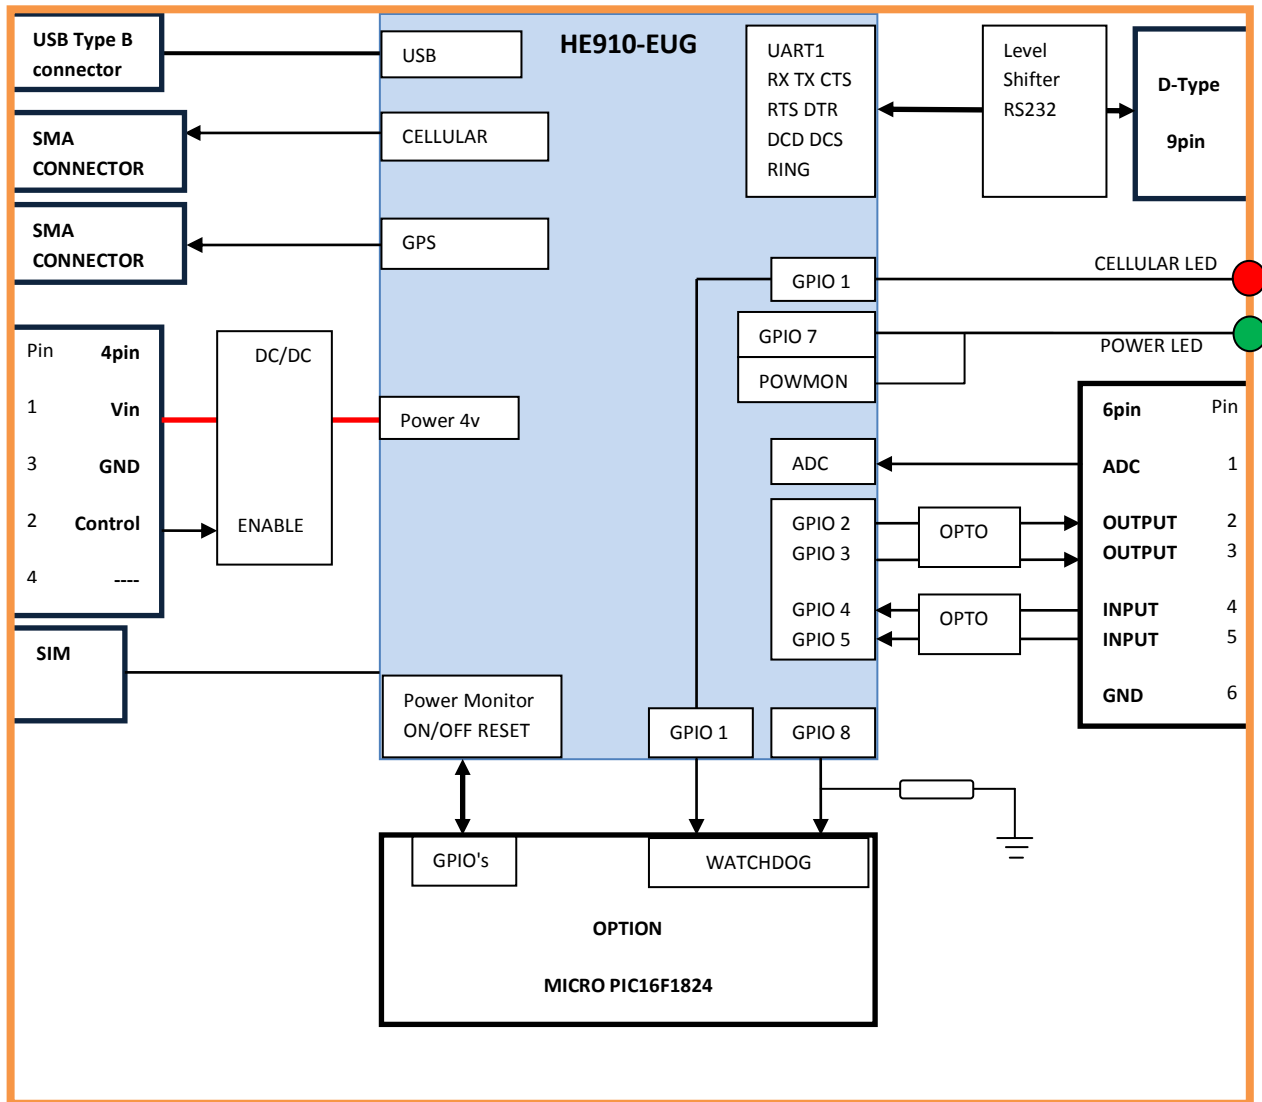 USB Type B
connector
USB
HE910-EUG
UART1
RX TX CTS
RTS DTR
DCD DCS
RING
Level
Shifter
RS232
D-Type
9pin
SMA
CONNECTOR
CELLULAR
SMA
CONNECTOR
GPS
GPIO 1
CELLULAR LED
GPIO 7
POWMON
POWER LED
Pin 4pin
1 Vin
3 GND
2 Control
4 ----
DC/DC
ENABLE
Power 4v
ADC
GPIO 2
GPIO 3
GPIO 4
GPIO 5
OPTO
OPTO
6pin Pin
ADC 1
OUTPUT 2
OUTPUT 3
INPUT 4
INPUT 5
GND 6
SIM
Power Monitor
ON/OFF RESET
GPIO 1
GPIO 8
GPIO's
WATCHDOG
OPTION
MICRO PIC16F1824